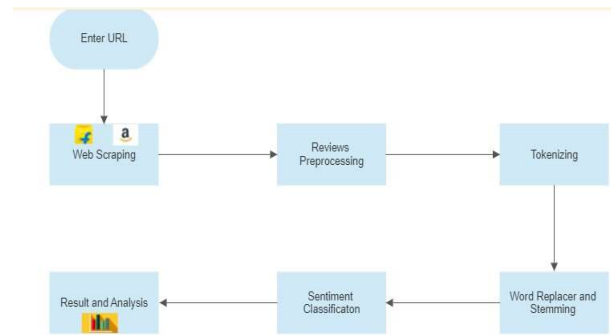 Enter URL
a
Web Scraping
Reviews
Preprocessing
Tokenizing
Word Replacer and
Stemming
Sentiment
Classificaton
Result and Analysis